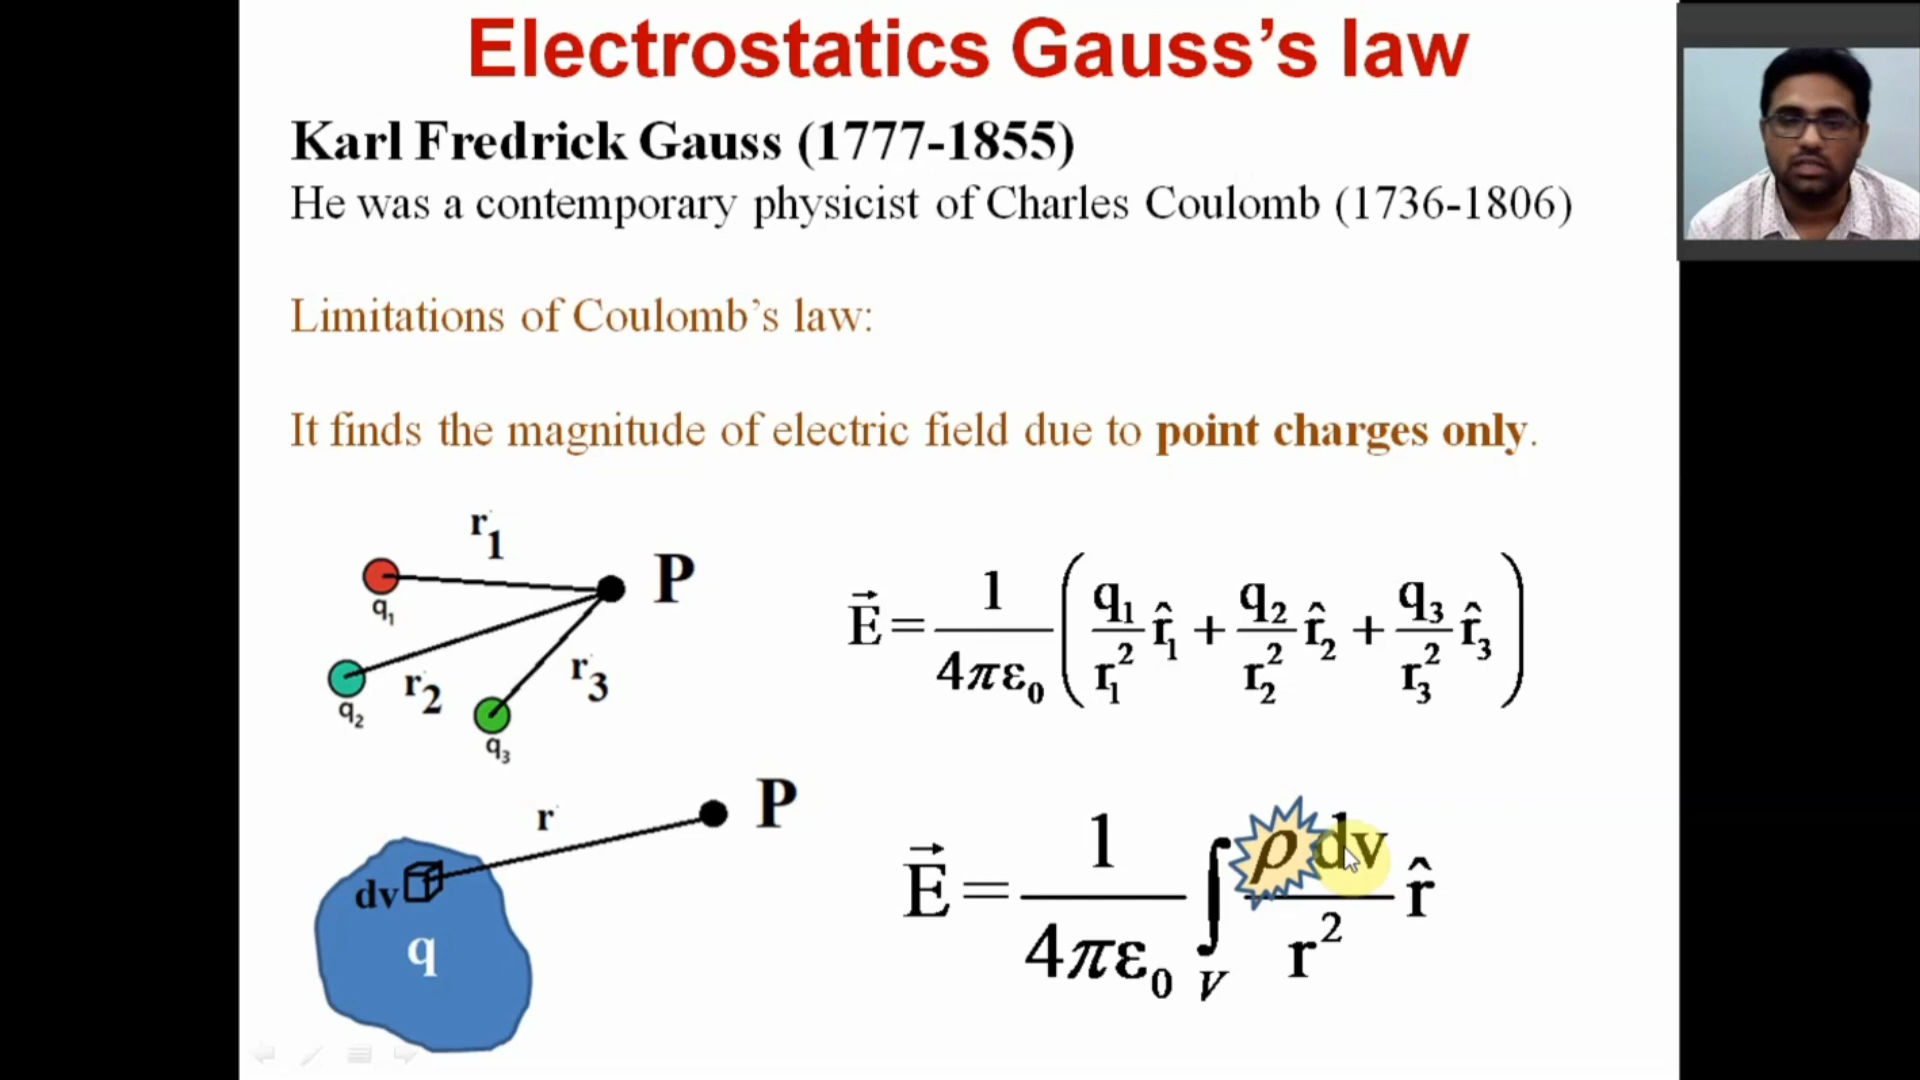 Electrostatics Gauss’s law
Karl Fredrick Gauss (1777-1855)
He was a contemporary physicist of Charles Coulomb (1736-1806)
Limitations of Coulomb’s law:
It finds the magnitude of electric field due to point charges only.
r₁
P
q₁
r₂
r₃
q₂
q₃
E⃗ = 1/4πε₀ (q₁/r₁² r̂₁ + q₂/r₂² r̂₂ + q₃/r₃² r̂₃)
r
P
dv
q
E⃗ = 1/4πε₀ ∫V ρ dv/r² r̂